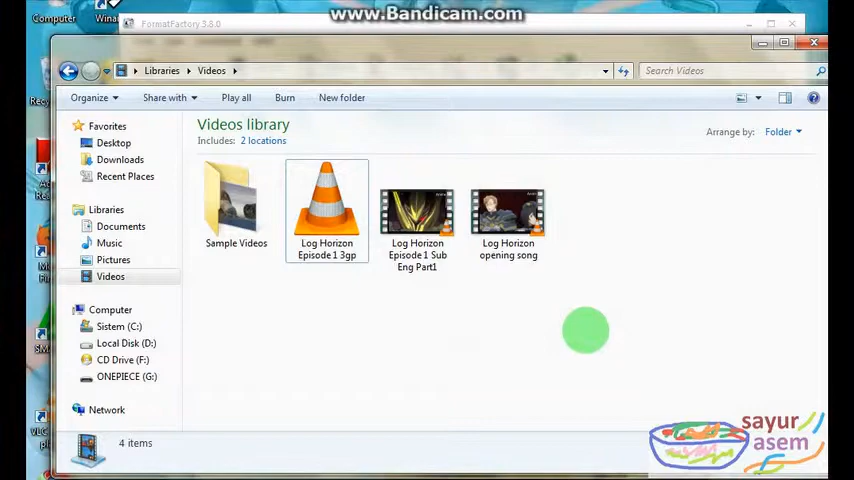 www.Bandicam.com
Computer
FormatFactory 3.8.0
Libraries
Videos
Search Videos
Organize
Share with
Play all
Burn
New folder
Favorites
Desktop
Downloads
Recent Places
Libraries
Documents
Music
Pictures
Videos
Computer
Sistem (C:)
Local Disk (D:)
CD Drive (F:)
ONEPIECE (G:)
Network
Videos library
Includes: 2 locations
Arrange by:
Folder
Sample Videos
Log Horizon
Episode 1 3gp
Log Horizon
Episode 1 Sub
Eng Part1
Log Horizon
opening song
4 items
sayur
asem